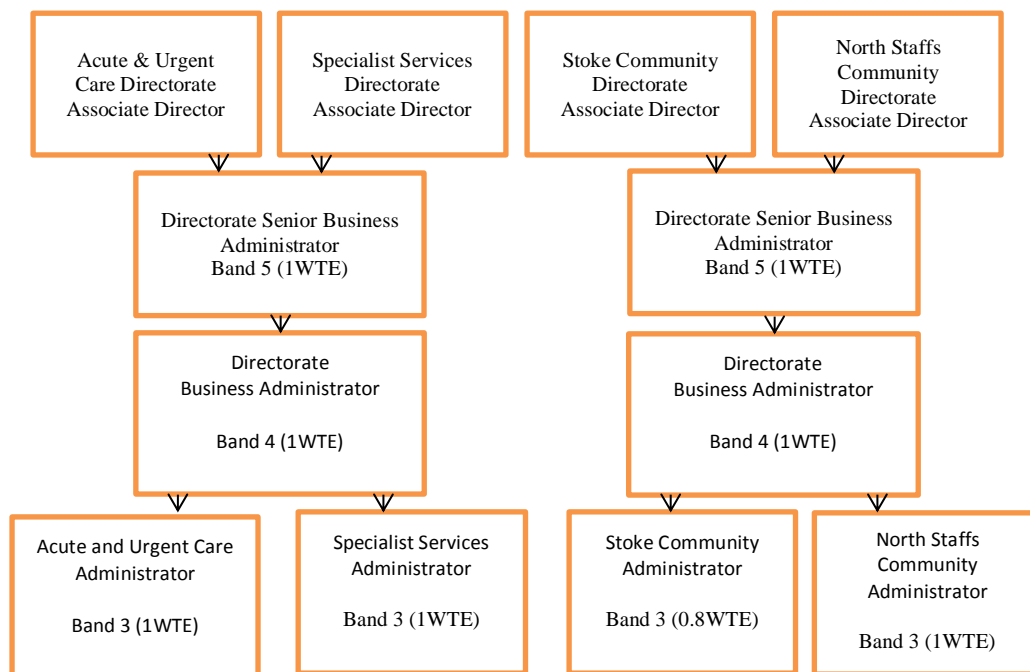 Acute & Urgent
Care Directorate
Associate Director
Specialist Services
Directorate
Associate Director
Stoke Community
Directorate
Associate Director
North Staffs
Community
Directorate
Associate Director
Directorate Senior Business
Administrator
Band 5 (1WTE)
Directorate Senior Business
Administrator
Band 5 (1WTE)
Directorate
Business Administrator
Band 4 (1WTE)
Directorate
Business Administrator
Band 4 (1WTE)
Acute and Urgent Care
Administrator
Band 3 (1WTE)
Specialist Services
Administrator
Band 3 (1WTE)
Stoke Community
Administrator
Band 3 (0.8WTE)
North Staffs
Community
Administrator
Band 3 (1WTE)